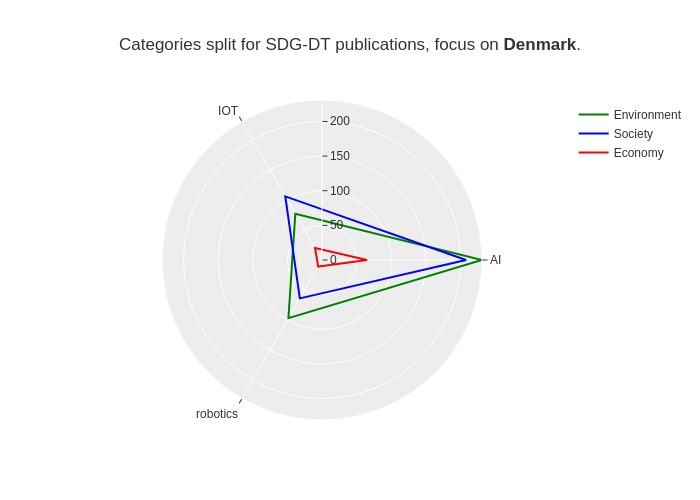 Categories split for SDG-DT publications, focus on Denmark.
IOT
200
150
100
50
0
AI
robotics
Environment
Society
Economy